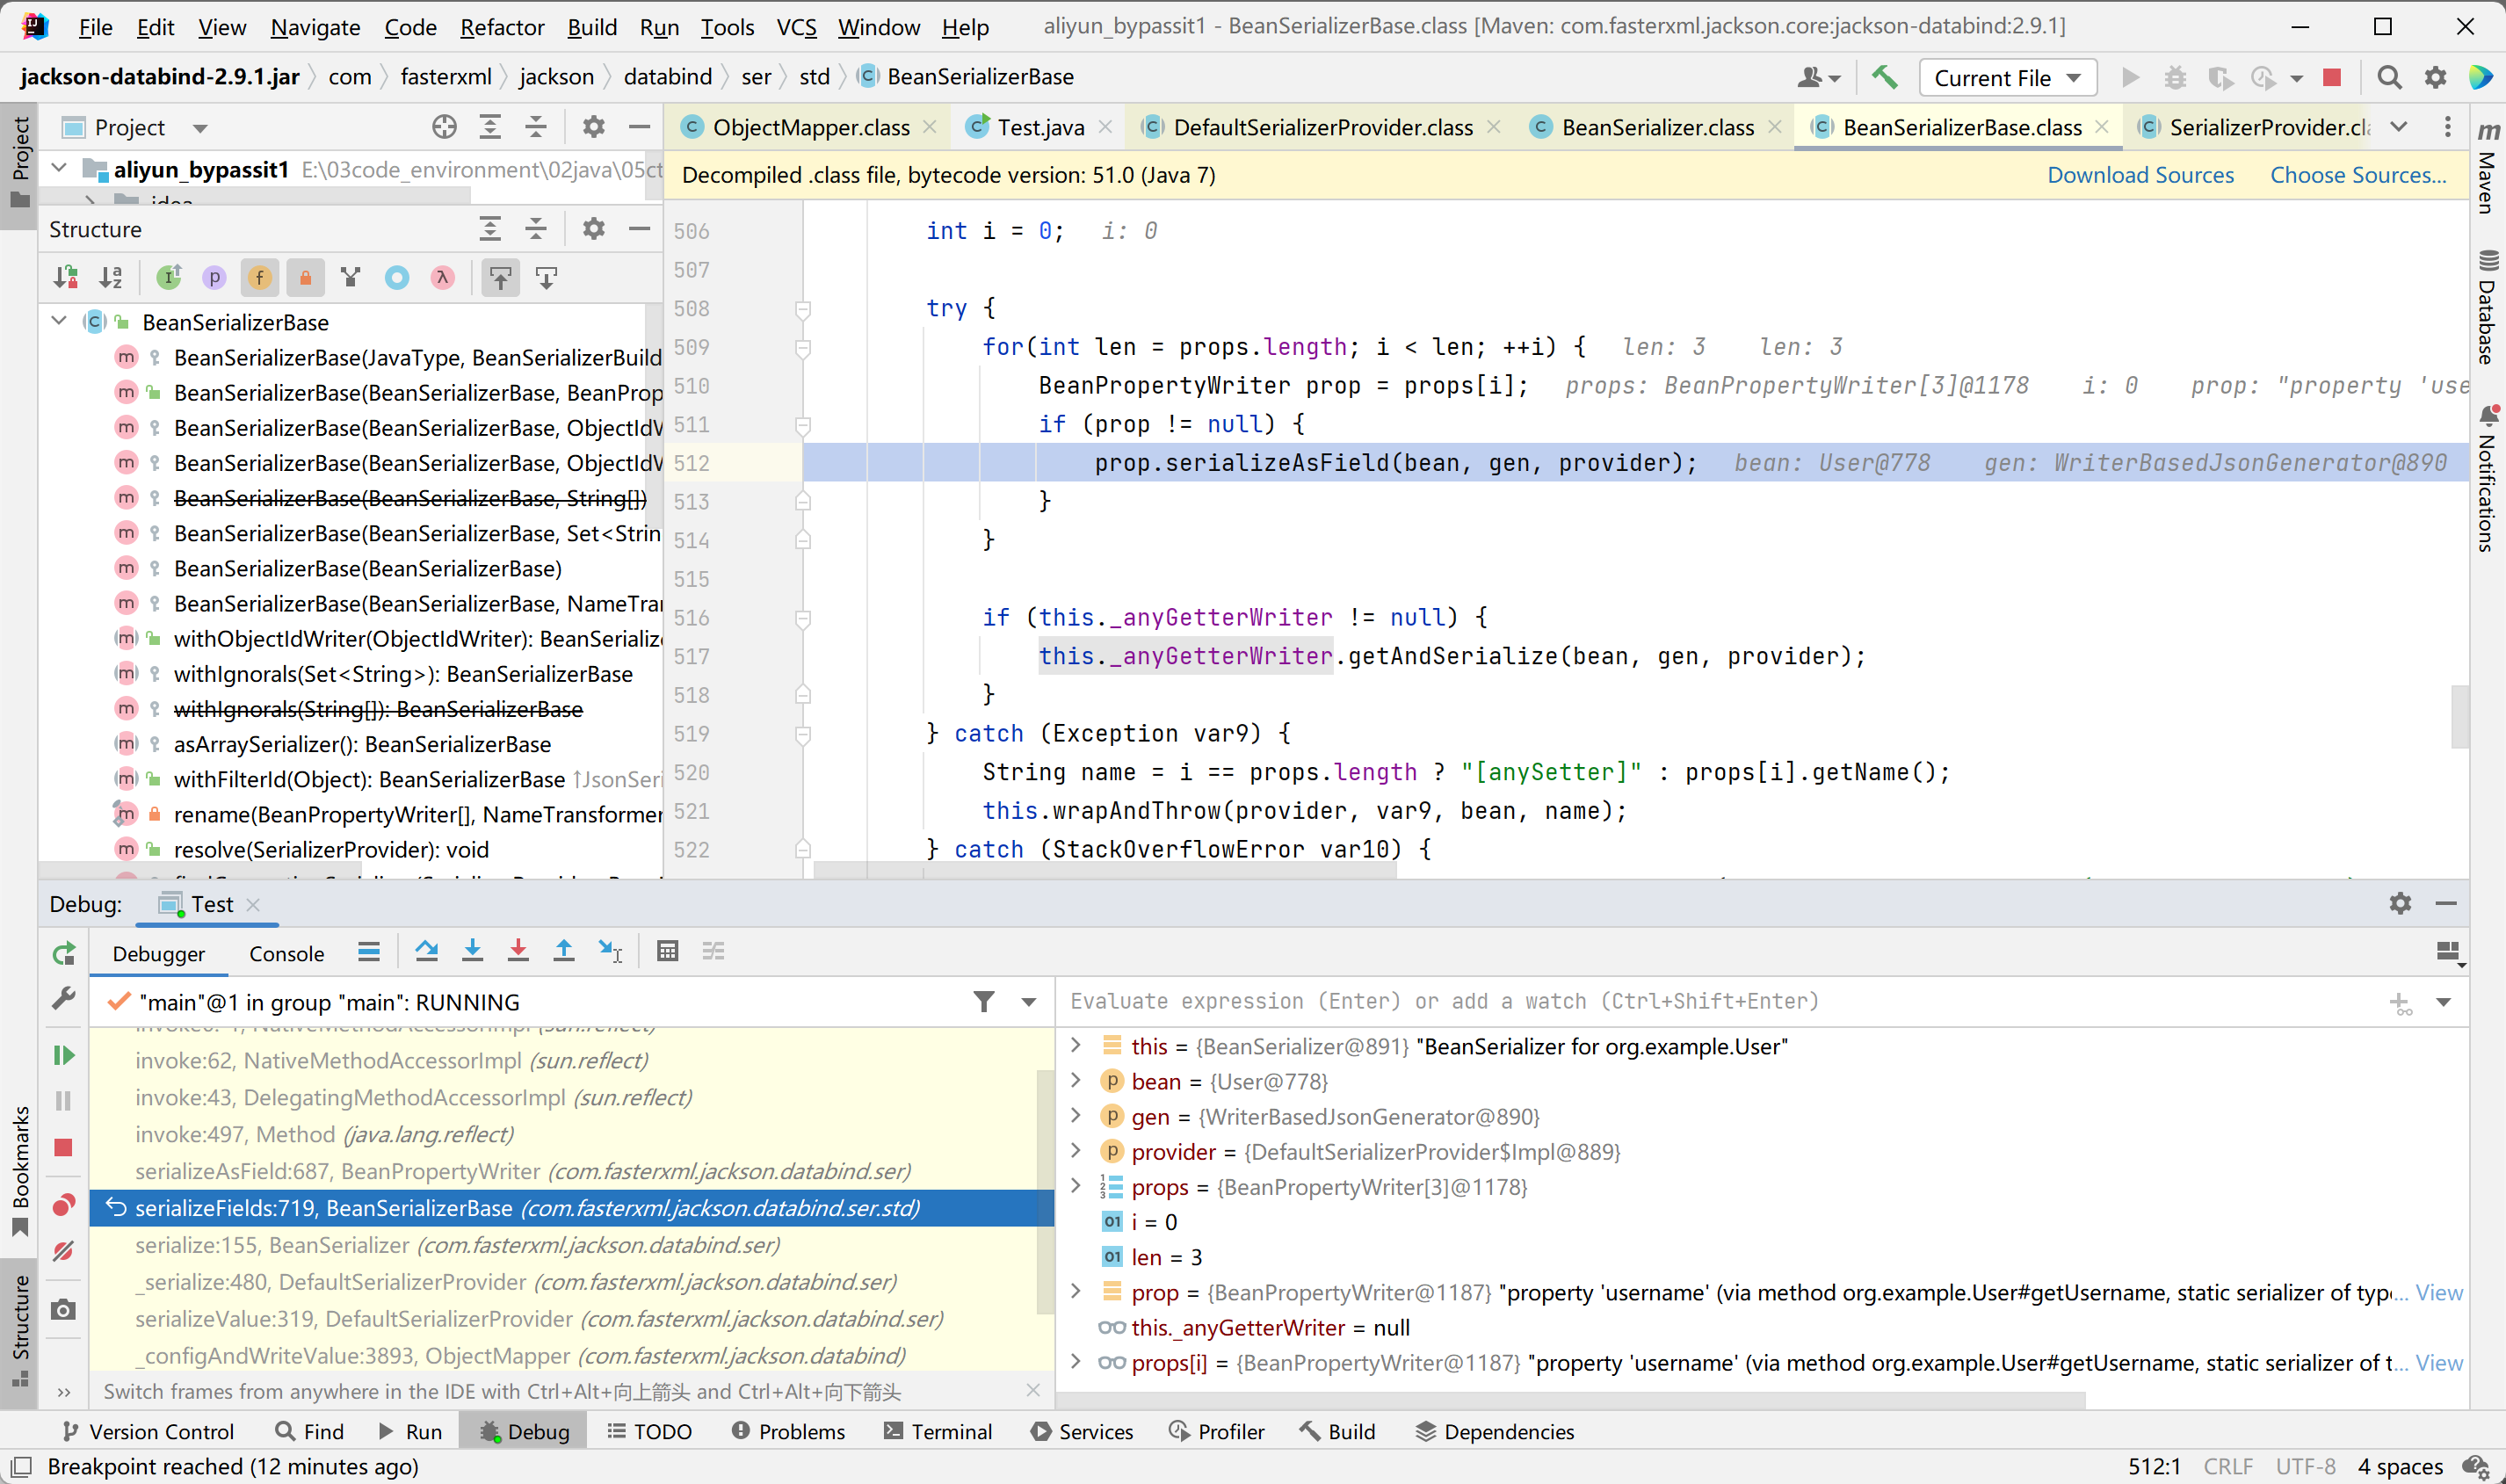 File Edit View Navigate Code Refactor Build Run Tools VCS Window Help aliyun_bypassit1 - BeanSerializerBase.class [Maven: com.fasterxml.jackson.core:jackson-databind:2.9.1]
jackson-databind-2.9.1.jar com fasterxml jackson databind ser std BeanSerializerBase Current File
Project
Project
ObjectMapper.class Test.java DefaultSerializerProvider.class BeanSerializer.class BeanSerializerBase.class SerializerProvider.cl
aliyun_bypassit1 E:\03code_environment\02java\05ct
idea
Decompiled .class file, bytecode version: 51.0 (Java 7) Download Sources Choose Sources...
Structure
BeanSerializerBase
BeanSerializerBase(JavaType, BeanSerializerBuild
BeanSerializerBase(BeanSerializerBase, BeanProp
BeanSerializerBase(BeanSerializerBase, ObjectIdW
BeanSerializerBase(BeanSerializerBase, ObjectIdW
BeanSerializerBase(BeanSerializerBase, String[])
BeanSerializerBase(BeanSerializerBase, Set<Strin
BeanSerializerBase(BeanSerializerBase)
BeanSerializerBase(BeanSerializerBase, NameTra
withObjectIdWriter(ObjectIdWriter): BeanSerialize
withIgnorals(Set<String>): BeanSerializerBase
withIgnorals(String[]): BeanSerializerBase
asArraySerializer(): BeanSerializerBase
withFilterId(Object): BeanSerializerBase ↑JsonSeri
rename(BeanPropertyWriter[], NameTransformer
resolve(SerializerProvider): void
506 int i = 0; i: 0
507
508 try {
509 for(int len = props.length; i < len; ++i) { len: 3 len: 3
510 BeanPropertyWriter prop = props[i]; props: BeanPropertyWriter[3]@1178 i: 0 prop: "property 'use
511 if (prop != null) {
512 prop.serializeAsField(bean, gen, provider); bean: User@778 gen: WriterBasedJsonGenerator@890
513 }
514 }
515
516 if (this._anyGetterWriter != null) {
517 this._anyGetterWriter.getAndSerialize(bean, gen, provider);
518 }
519 } catch (Exception var9) {
520 String name = i == props.length ? "[anySetter]" : props[i].getName();
521 this.wrapAndThrow(provider, var9, bean, name);
522 } catch (StackOverflowError var10) {
Maven
Database
Notifications
Debug: Test
Debugger Console
"main"@1 in group "main": RUNNING
invoke:62, NativeMethodAccessorImpl (sun.reflect)
invoke:43, DelegatingMethodAccessorImpl (sun.reflect)
invoke:497, Method (java.lang.reflect)
serializeAsField:687, BeanPropertyWriter (com.fasterxml.jackson.databind.ser)
serializeFields:719, BeanSerializerBase (com.fasterxml.jackson.databind.ser.std)
serialize:155, BeanSerializer (com.fasterxml.jackson.databind.ser)
_serialize:480, DefaultSerializerProvider (com.fasterxml.jackson.databind.ser)
serializeValue:319, DefaultSerializerProvider (com.fasterxml.jackson.databind.ser)
_configAndWriteValue:3893, ObjectMapper (com.fasterxml.jackson.databind)
Switch frames from anywhere in the IDE with Ctrl+Alt+向上箭头 and Ctrl+Alt+向下箭头
Evaluate expression (Enter) or add a watch (Ctrl+Shift+Enter)
this = {BeanSerializer@891} "BeanSerializer for org.example.User"
bean = {User@778}
gen = {WriterBasedJsonGenerator@890}
provider = {DefaultSerializerProvider$Impl@889}
props = {BeanPropertyWriter[3]@1178}
i = 0
len = 3
prop = {BeanPropertyWriter@1187} "property 'username' (via method org.example.User#getUsername, static serializer of typ... View
this._anyGetterWriter = null
props[i] = {BeanPropertyWriter@1187} "property 'username' (via method org.example.User#getUsername, static serializer of t... View
Bookmarks
Structure
Version Control Find Run Debug TODO Problems Terminal Services Profiler Build Dependencies
Breakpoint reached (12 minutes ago) 512:1 CRLF UTF-8 4 spaces